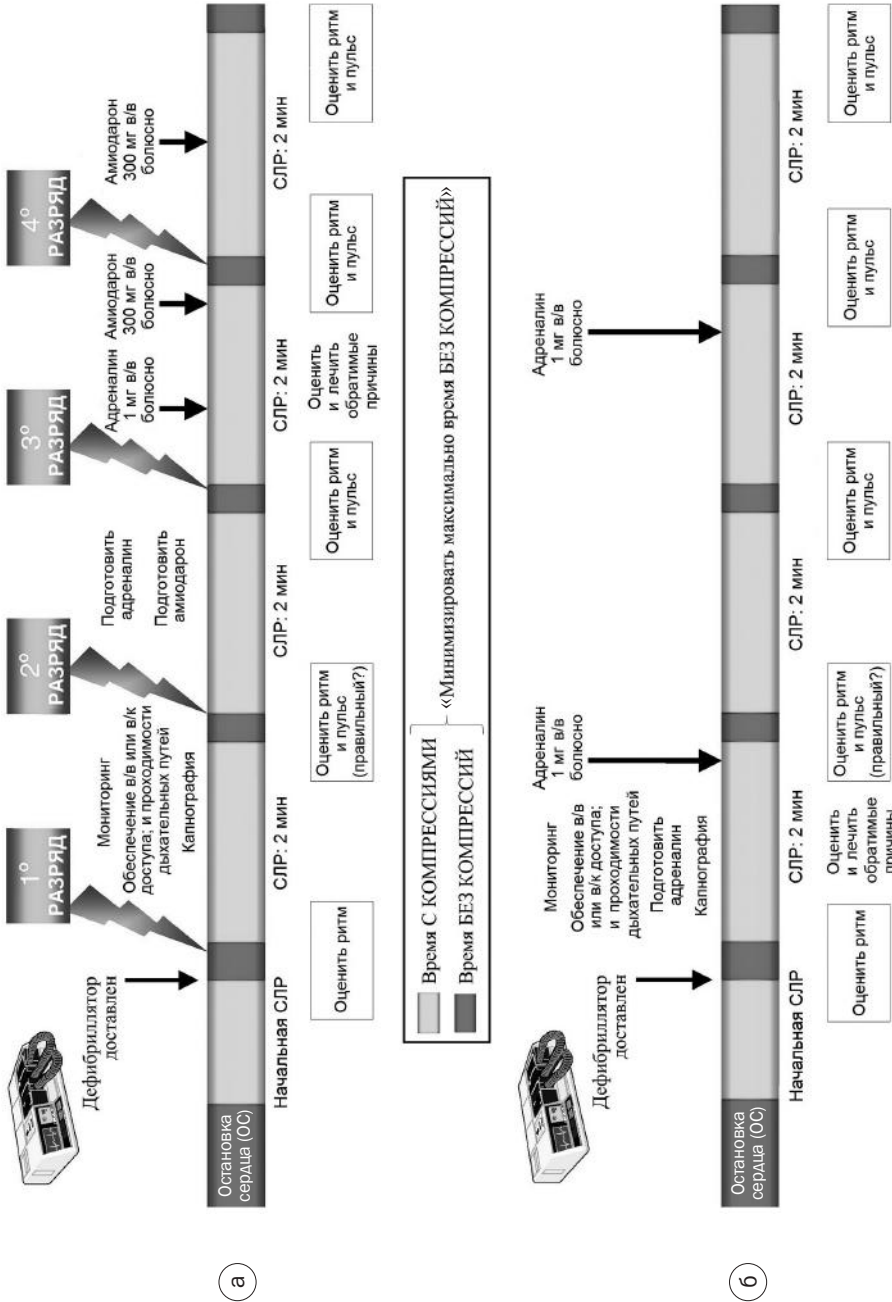 а
Дефибриллятор
доставлен
1º
РАЗРЯД
Мониторинг
Обеспечение в/в или в/к
доступа; и проходимости
дыхательных путей
Капнография
2º
РАЗРЯД
Подготовить
адреналин
Подготовить
амиодарон
3º
РАЗРЯД
Адреналин
1 мг в/в
болюсно
Амиодарон
300 мг в/в
болюсно
4º
РАЗРЯД
Амиодарон
300 мг в/в
болюсно
Остановка
сердца (ОС)
Начальная СЛР
СЛР: 2 мин
СЛР: 2 мин
СЛР: 2 мин
СЛР: 2 мин
Оценить ритм
Оценить ритм
и пульс
(правильный?)
Оценить ритм
и пульс
Оценить
и лечить
обратимые
причины
Оценить ритм
и пульс
Оценить ритм
и пульс
Время С КОМПРЕССИЯМИ
Время БЕЗ КОМПРЕССИЙ
«Минимизировать максимально время БЕЗ КОМПРЕССИЙ»
б
Дефибриллятор
доставлен
Мониторинг
Обеспечение в/в
или в/к доступа;
и проходимости
дыхательных путей
Подготовить
адреналин
Капнография
Адреналин
1 мг в/в
болюсно
Адреналин
1 мг в/в
болюсно
Остановка
сердца (ОС)
Начальная СЛР
СЛР: 2 мин
СЛР: 2 мин
СЛР: 2 мин
СЛР: 2 мин
Оценить ритм
Оценить
и лечить
обратимые
причины
Оценить ритм
и пульс
(правильный?)
Оценить ритм
и пульс
Оценить ритм
и пульс
Оценить ритм
и пульс